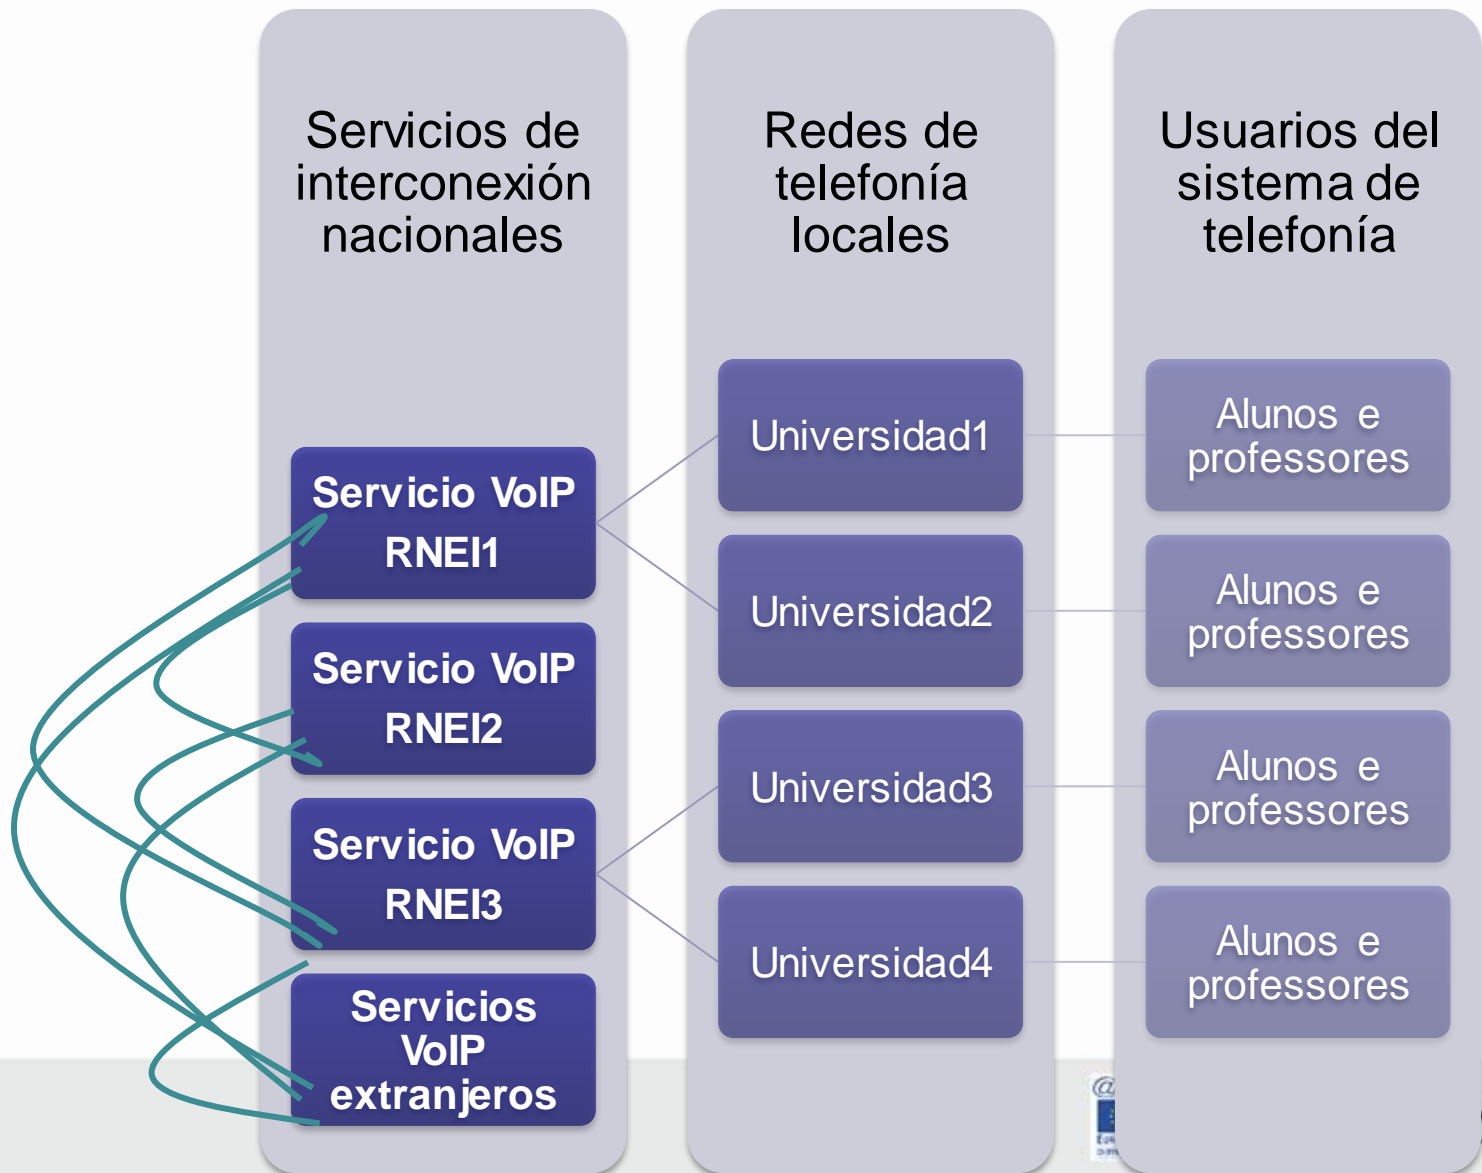 Servicios de
interconexión
nacionales
Servicio VoIP
RNEI1
Servicio VoIP
RNEI2
Servicio VoIP
RNEI3
Servicios
VoIP
extranjeros
Redes de
telefonía
locales
Universidad1
Universidad2
Universidad3
Universidad4
Usuarios del
sistema de
telefonía
Alunos e
professores
Alunos e
professores
Alunos e
professores
Alunos e
professores
@